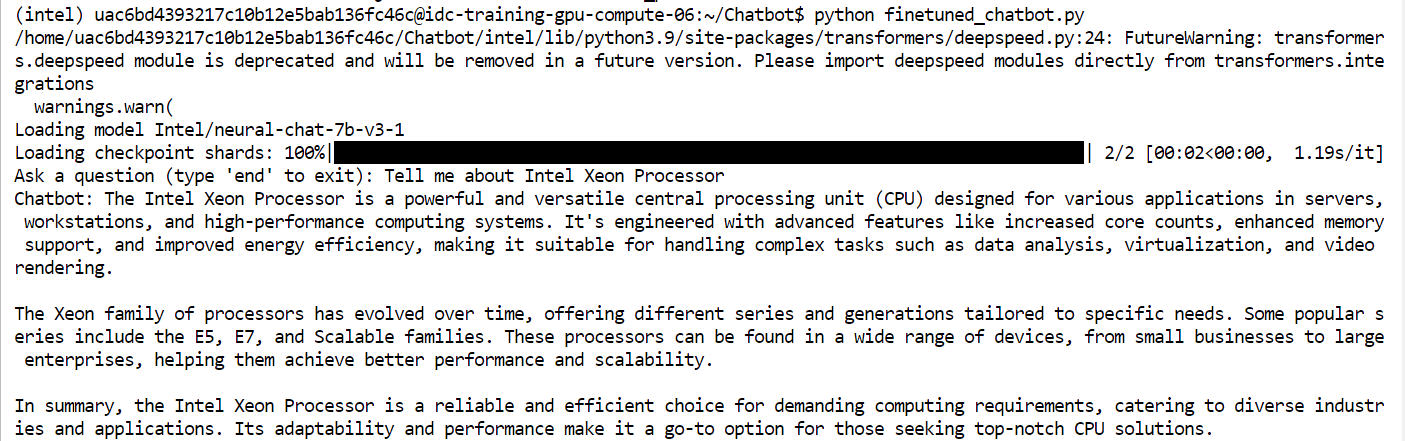 (intel) uac6bd4393217c10b12e5bab136fc46c@idc-training-gpu-compute-06:~/Chatbot$ python finetuned_chatbot.py
/home/uac6bd4393217c10b12e5bab136fc46c/Chatbot/intel/lib/python3.9/site-packages/transformers/deepspeed.py:24: FutureWarning: transformer
s.deepspeed module is deprecated and will be removed in a future version. Please import deepspeed modules directly from transformers.inte
grations
  warnings.warn(
Loading model Intel/neural-chat-7b-v3-1
Loading checkpoint shards: 100%|██████████| 2/2 [00:02<00:00,  1.19s/it]
Ask a question (type 'end' to exit): Tell me about Intel Xeon Processor
Chatbot: The Intel Xeon Processor is a powerful and versatile central processing unit (CPU) designed for various applications in servers,
 workstations, and high-performance computing systems. It's engineered with advanced features like increased core counts, enhanced memory
 support, and improved energy efficiency, making it suitable for handling complex tasks such as data analysis, virtualization, and video
rendering.

The Xeon family of processors has evolved over time, offering different series and generations tailored to specific needs. Some popular s
eries include the E5, E7, and Scalable families. These processors can be found in a wide range of devices, from small businesses to large
 enterprises, helping them achieve better performance and scalability.

In summary, the Intel Xeon Processor is a reliable and efficient choice for demanding computing requirements, catering to diverse industr
ies and applications. Its adaptability and performance make it a go-to option for those seeking top-notch CPU solutions.